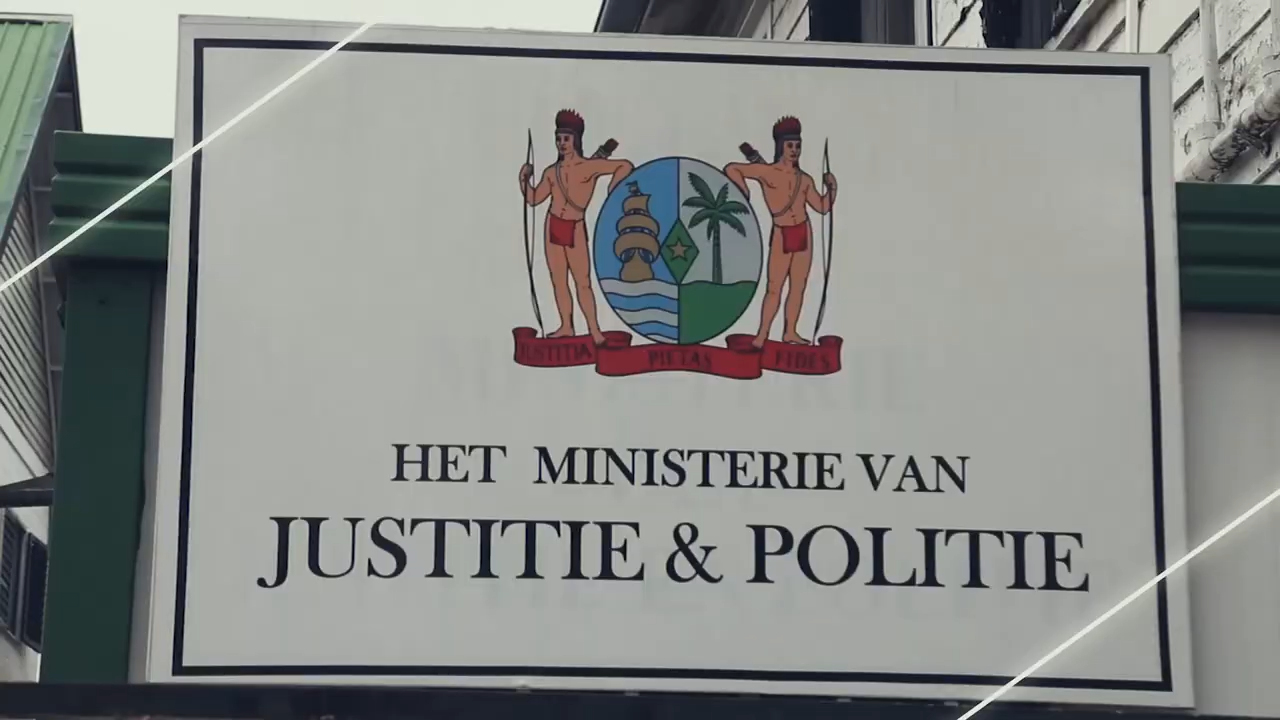 JUSTITIA PIETAS FIDES
HET MINISTERIE VAN
JUSTITIE & POLITIE